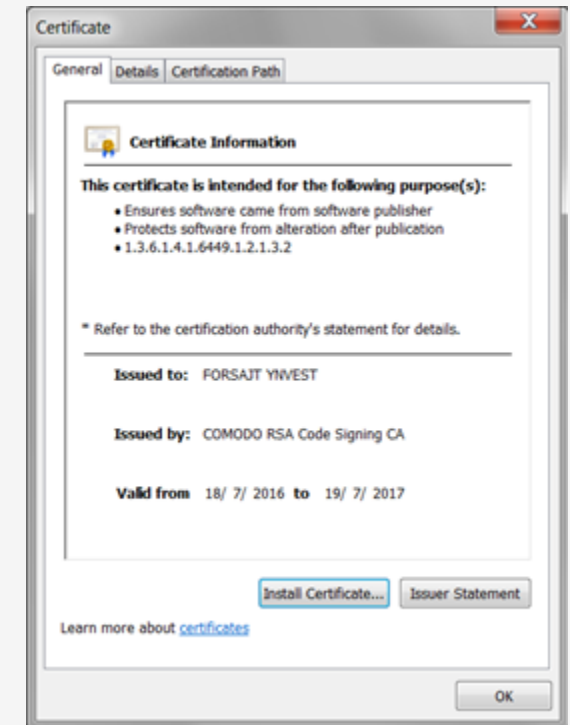 Certificate
General Details Certification Path
Certificate Information
This certificate is intended for the following purpose(s):
• Ensures software came from software publisher
• Protects software from alteration after publication
• 1.3.6.1.4.1.6449.1.2.1.3.2
* Refer to the certification authority's statement for details.
Issued to: FORSAJT YNVEST
Issued by: COMODO RSA Code Signing CA
Valid from 18/ 7/ 2016 to 19/ 7/ 2017
Install Certificate... Issuer Statement
Learn more about certificates
OK